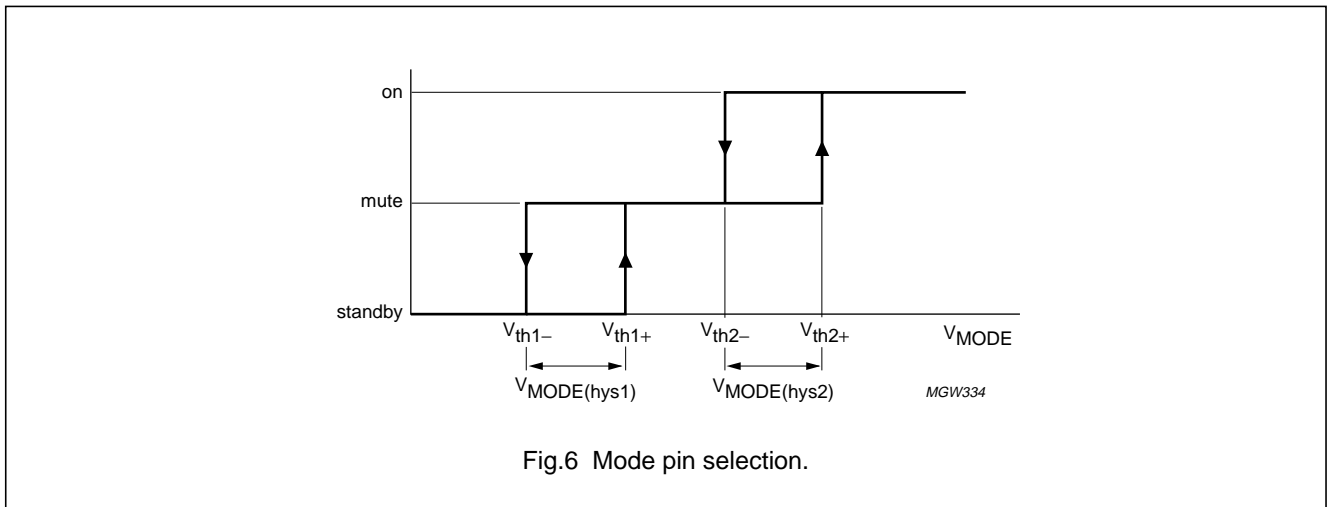 on
mute
standby
Vth1− Vth1+ Vth2− Vth2+ VMODE
VMODE(hys1) VMODE(hys2) MGW334
Fig.6 Mode pin selection.